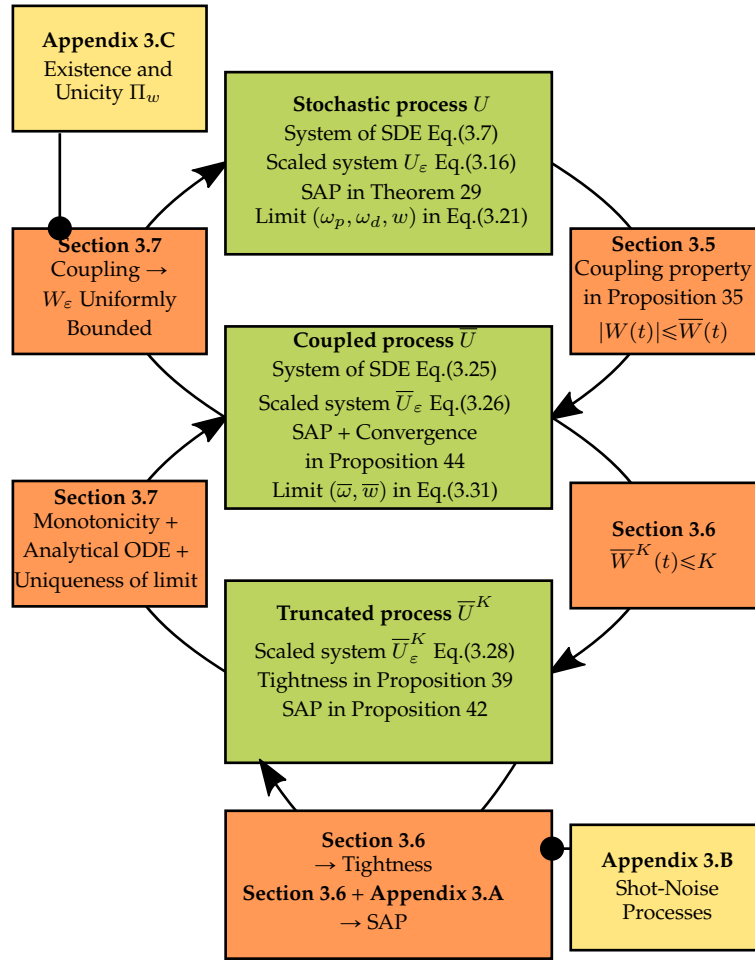 Appendix 3.C
Existence and
Unicity Π_w
Stochastic process U
System of SDE Eq.(3.7)
Scaled system U_ε Eq.(3.16)
SAP in Theorem 29
Limit (ω_p, ω_d, w) in Eq.(3.21)
Section 3.7
Coupling →
W_ε Uniformly
Bounded
Section 3.5
Coupling property
in Proposition 35
|W(t)|⩽W̅(t)
Coupled process U̅
System of SDE Eq.(3.25)
Scaled system U̅_ε Eq.(3.26)
SAP + Convergence
in Proposition 44
Limit (ω̅, w̅) in Eq.(3.31)
Section 3.7
Monotonicity +
Analytical ODE +
Uniqueness of limit
Section 3.6
W̅^K(t)⩽K
Truncated process U̅^K
Scaled system U̅_ε^K Eq.(3.28)
Tightness in Proposition 39
SAP in Proposition 42
Section 3.6
→ Tightness
Section 3.6 + Appendix 3.A
→ SAP
Appendix 3.B
Shot-Noise
Processes